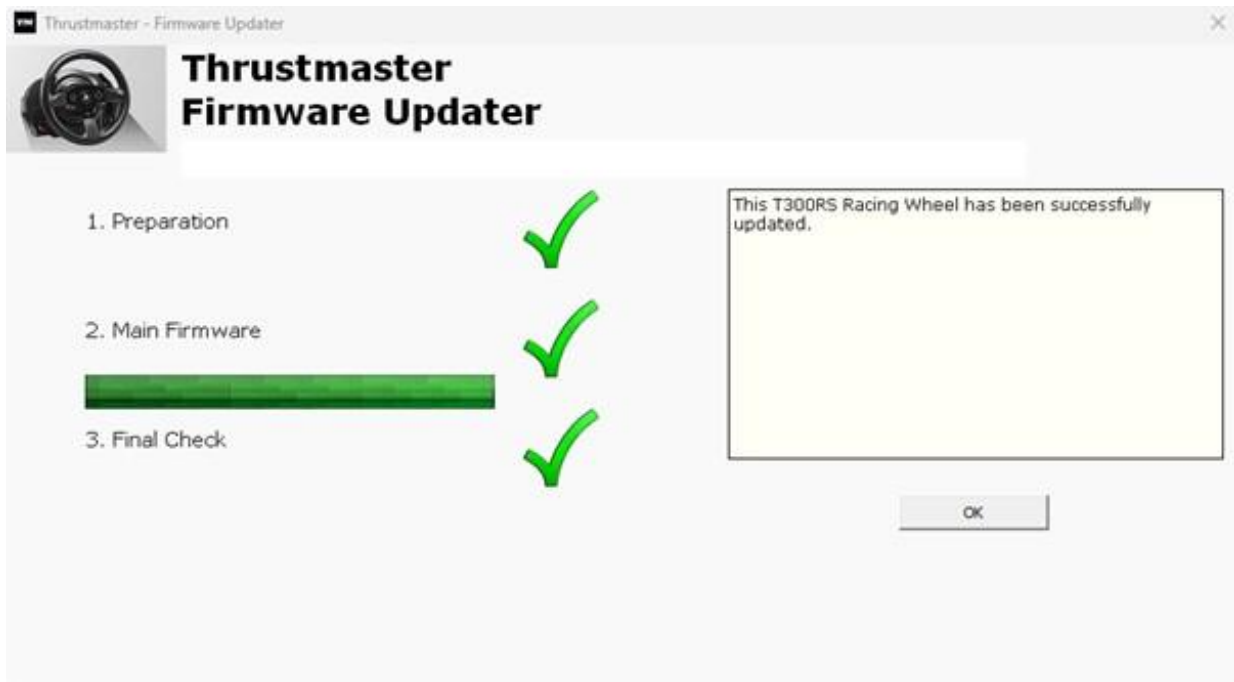 Thrustmaster - Firmware Updater
Thrustmaster
Firmware Updater
1. Preparation
2. Main Firmware
3. Final Check
This T300RS Racing Wheel has been successfully
updated.
OK